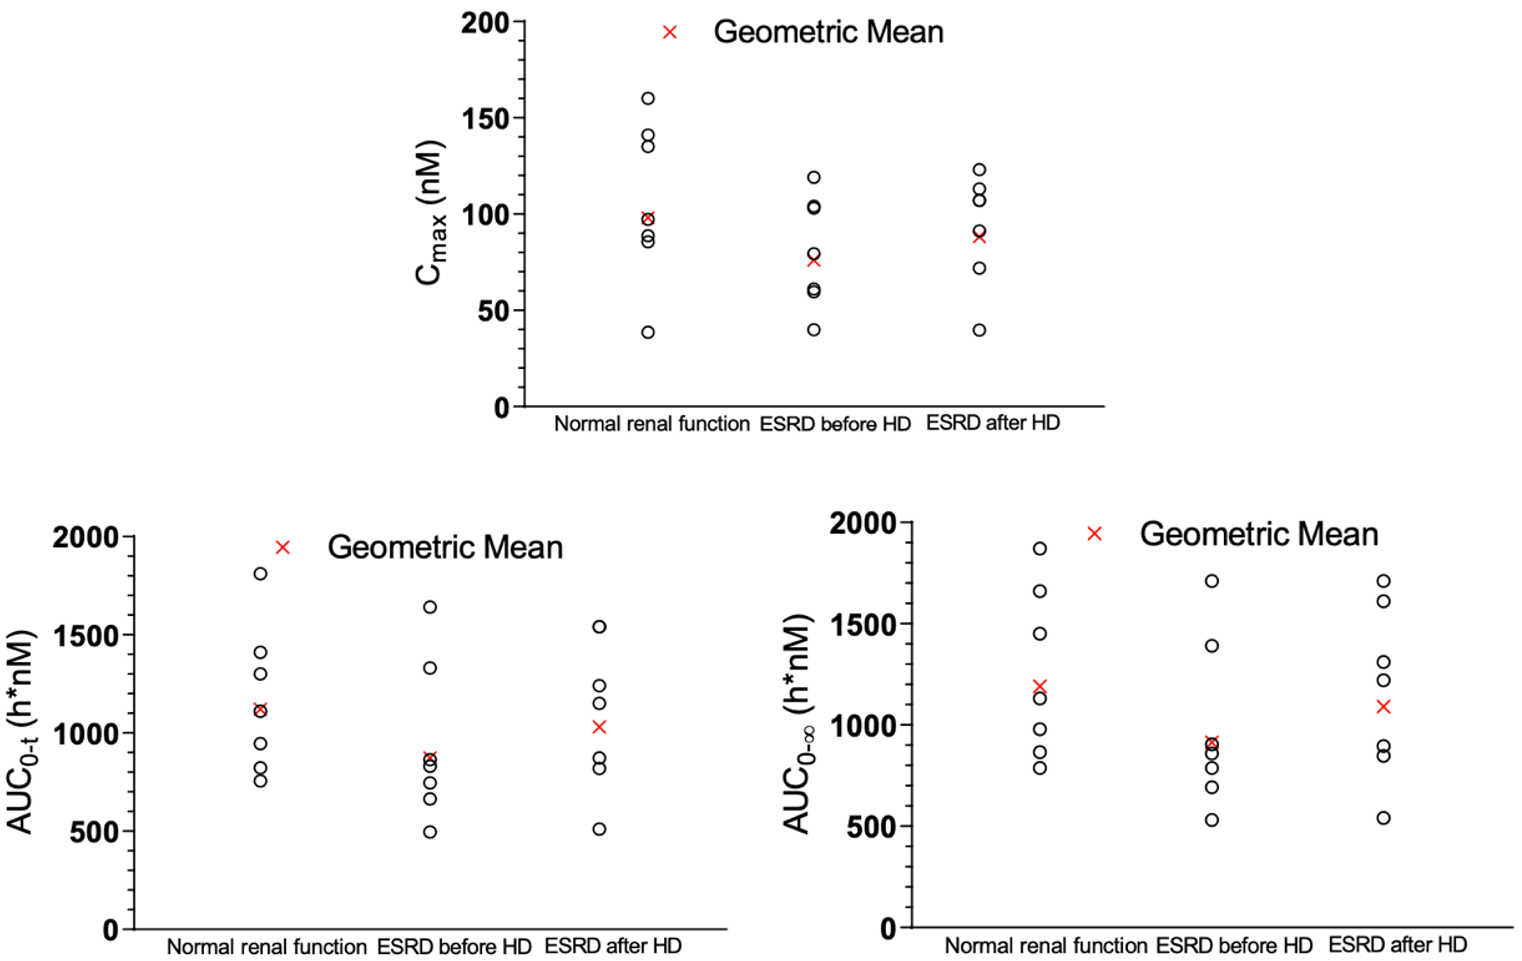 Geometric Mean
Cmax (nM)
200
150
100
50
0
Normal renal function ESRD before HD ESRD after HD
Geometric Mean
AUC0-t (h*nM)
2000
1500
1000
500
0
Normal renal function ESRD before HD ESRD after HD
Geometric Mean
AUC0-∞ (h*nM)
2000
1500
1000
500
0
Normal renal function ESRD before HD ESRD after HD